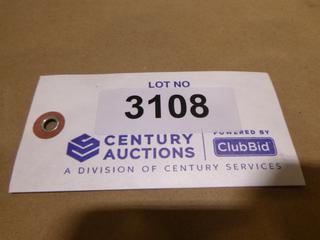 LOT NO
3108
CENTURY
AUCTIONS
POWERED BY
ClubBid
A DIVISION OF CENTURY SERVICES